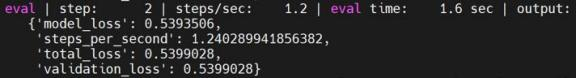 eval | step:      2 | steps/sec:    1.2 | eval time:    1.6 sec | output:
   {'model_loss': 0.5393506,
    'steps_per_second': 1.240289941856382,
    'total_loss': 0.5399028,
    'validation_loss': 0.5399028}